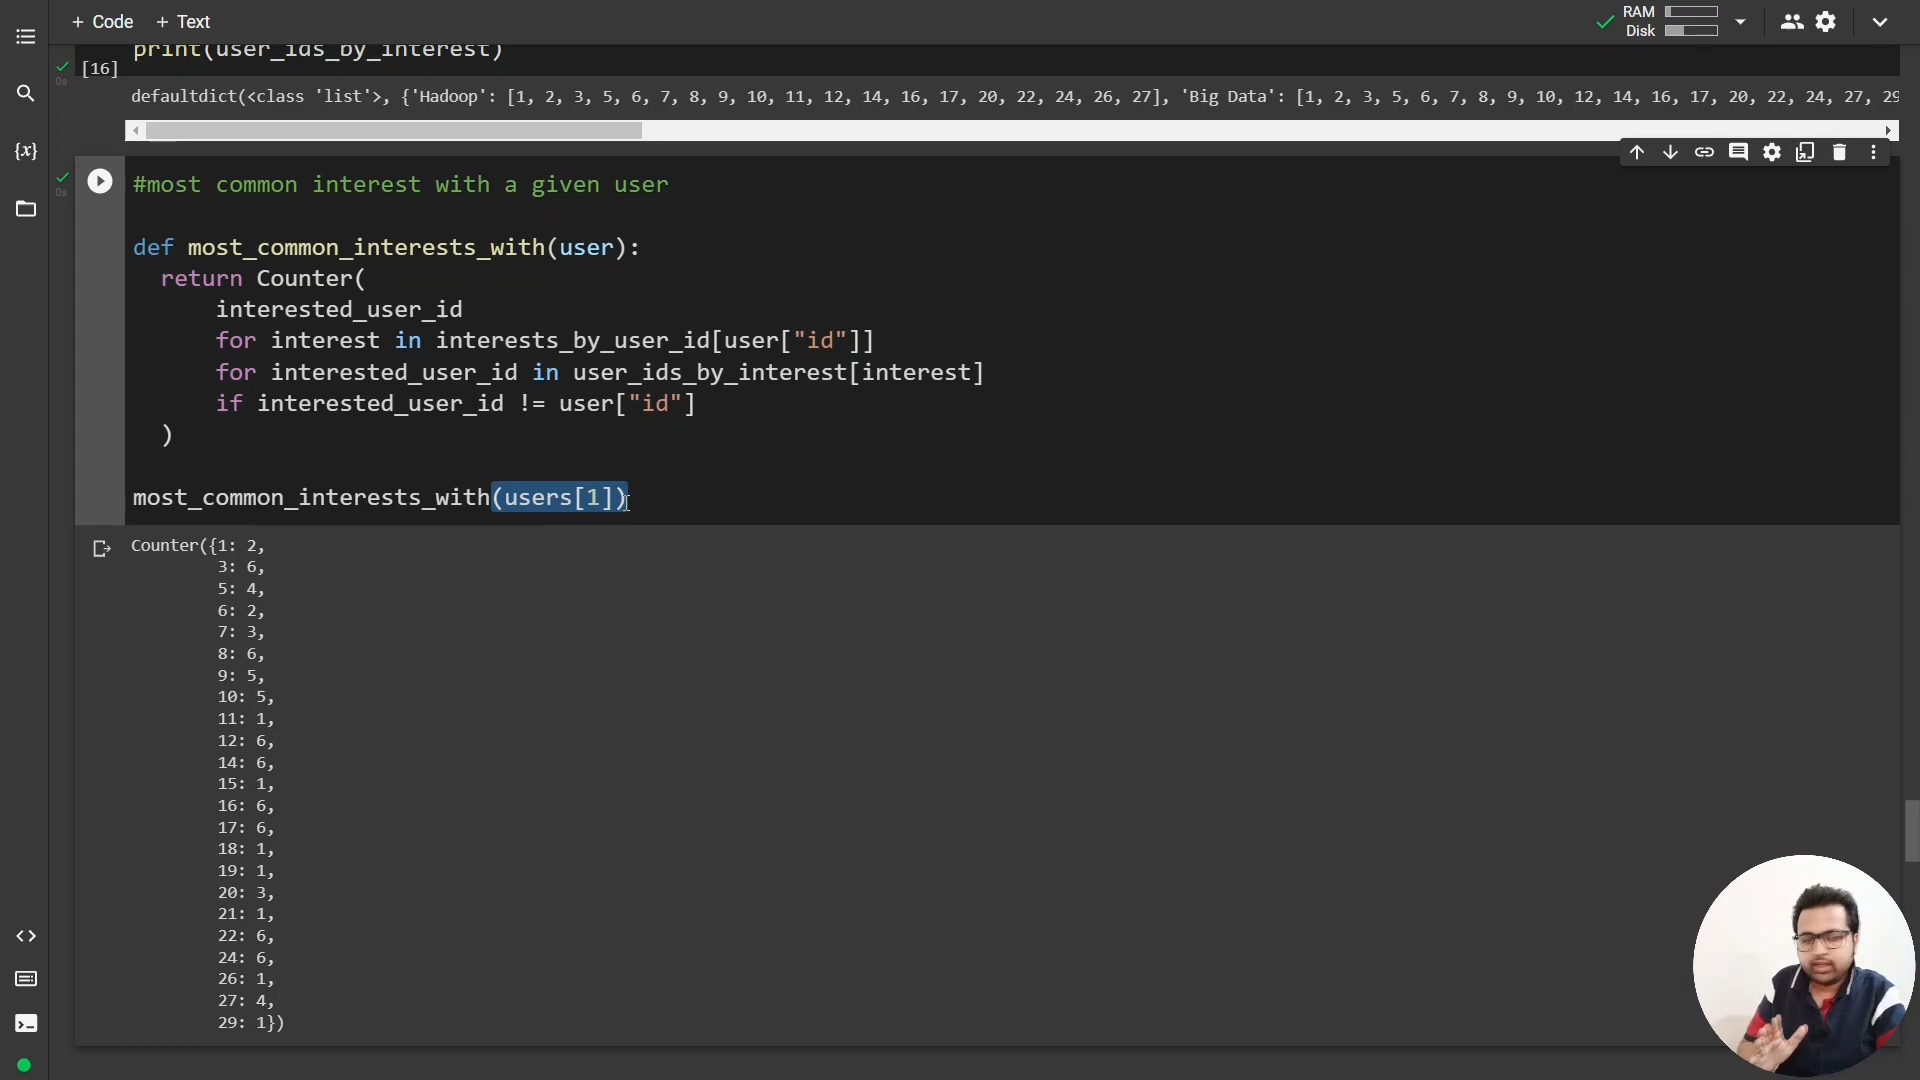 + Code + Text
RAM
Disk
print(user_ids_by_interest)
[16]
0s
defaultdict(<class 'list'>, {'Hadoop': [1, 2, 3, 5, 6, 7, 8, 9, 10, 11, 12, 14, 16, 17, 20, 22, 24, 26, 27], 'Big Data': [1, 2, 3, 5, 6, 7, 8, 9, 10, 12, 14, 16, 17, 20, 22, 24, 27, 29
{x}
0s
#most common interest with a given user
def most_common_interests_with(user):
return Counter(
interested_user_id
for interest in interests_by_user_id[user["id"]]
for interested_user_id in user_ids_by_interest[interest]
if interested_user_id != user["id"]
)
most_common_interests_with(users[1])
Counter({1: 2,
3: 6,
5: 4,
6: 2,
7: 3,
8: 6,
9: 5,
10: 5,
11: 1,
12: 6,
14: 6,
15: 1,
16: 6,
17: 6,
18: 1,
19: 1,
20: 3,
21: 1,
22: 6,
24: 6,
26: 1,
27: 4,
29: 1})